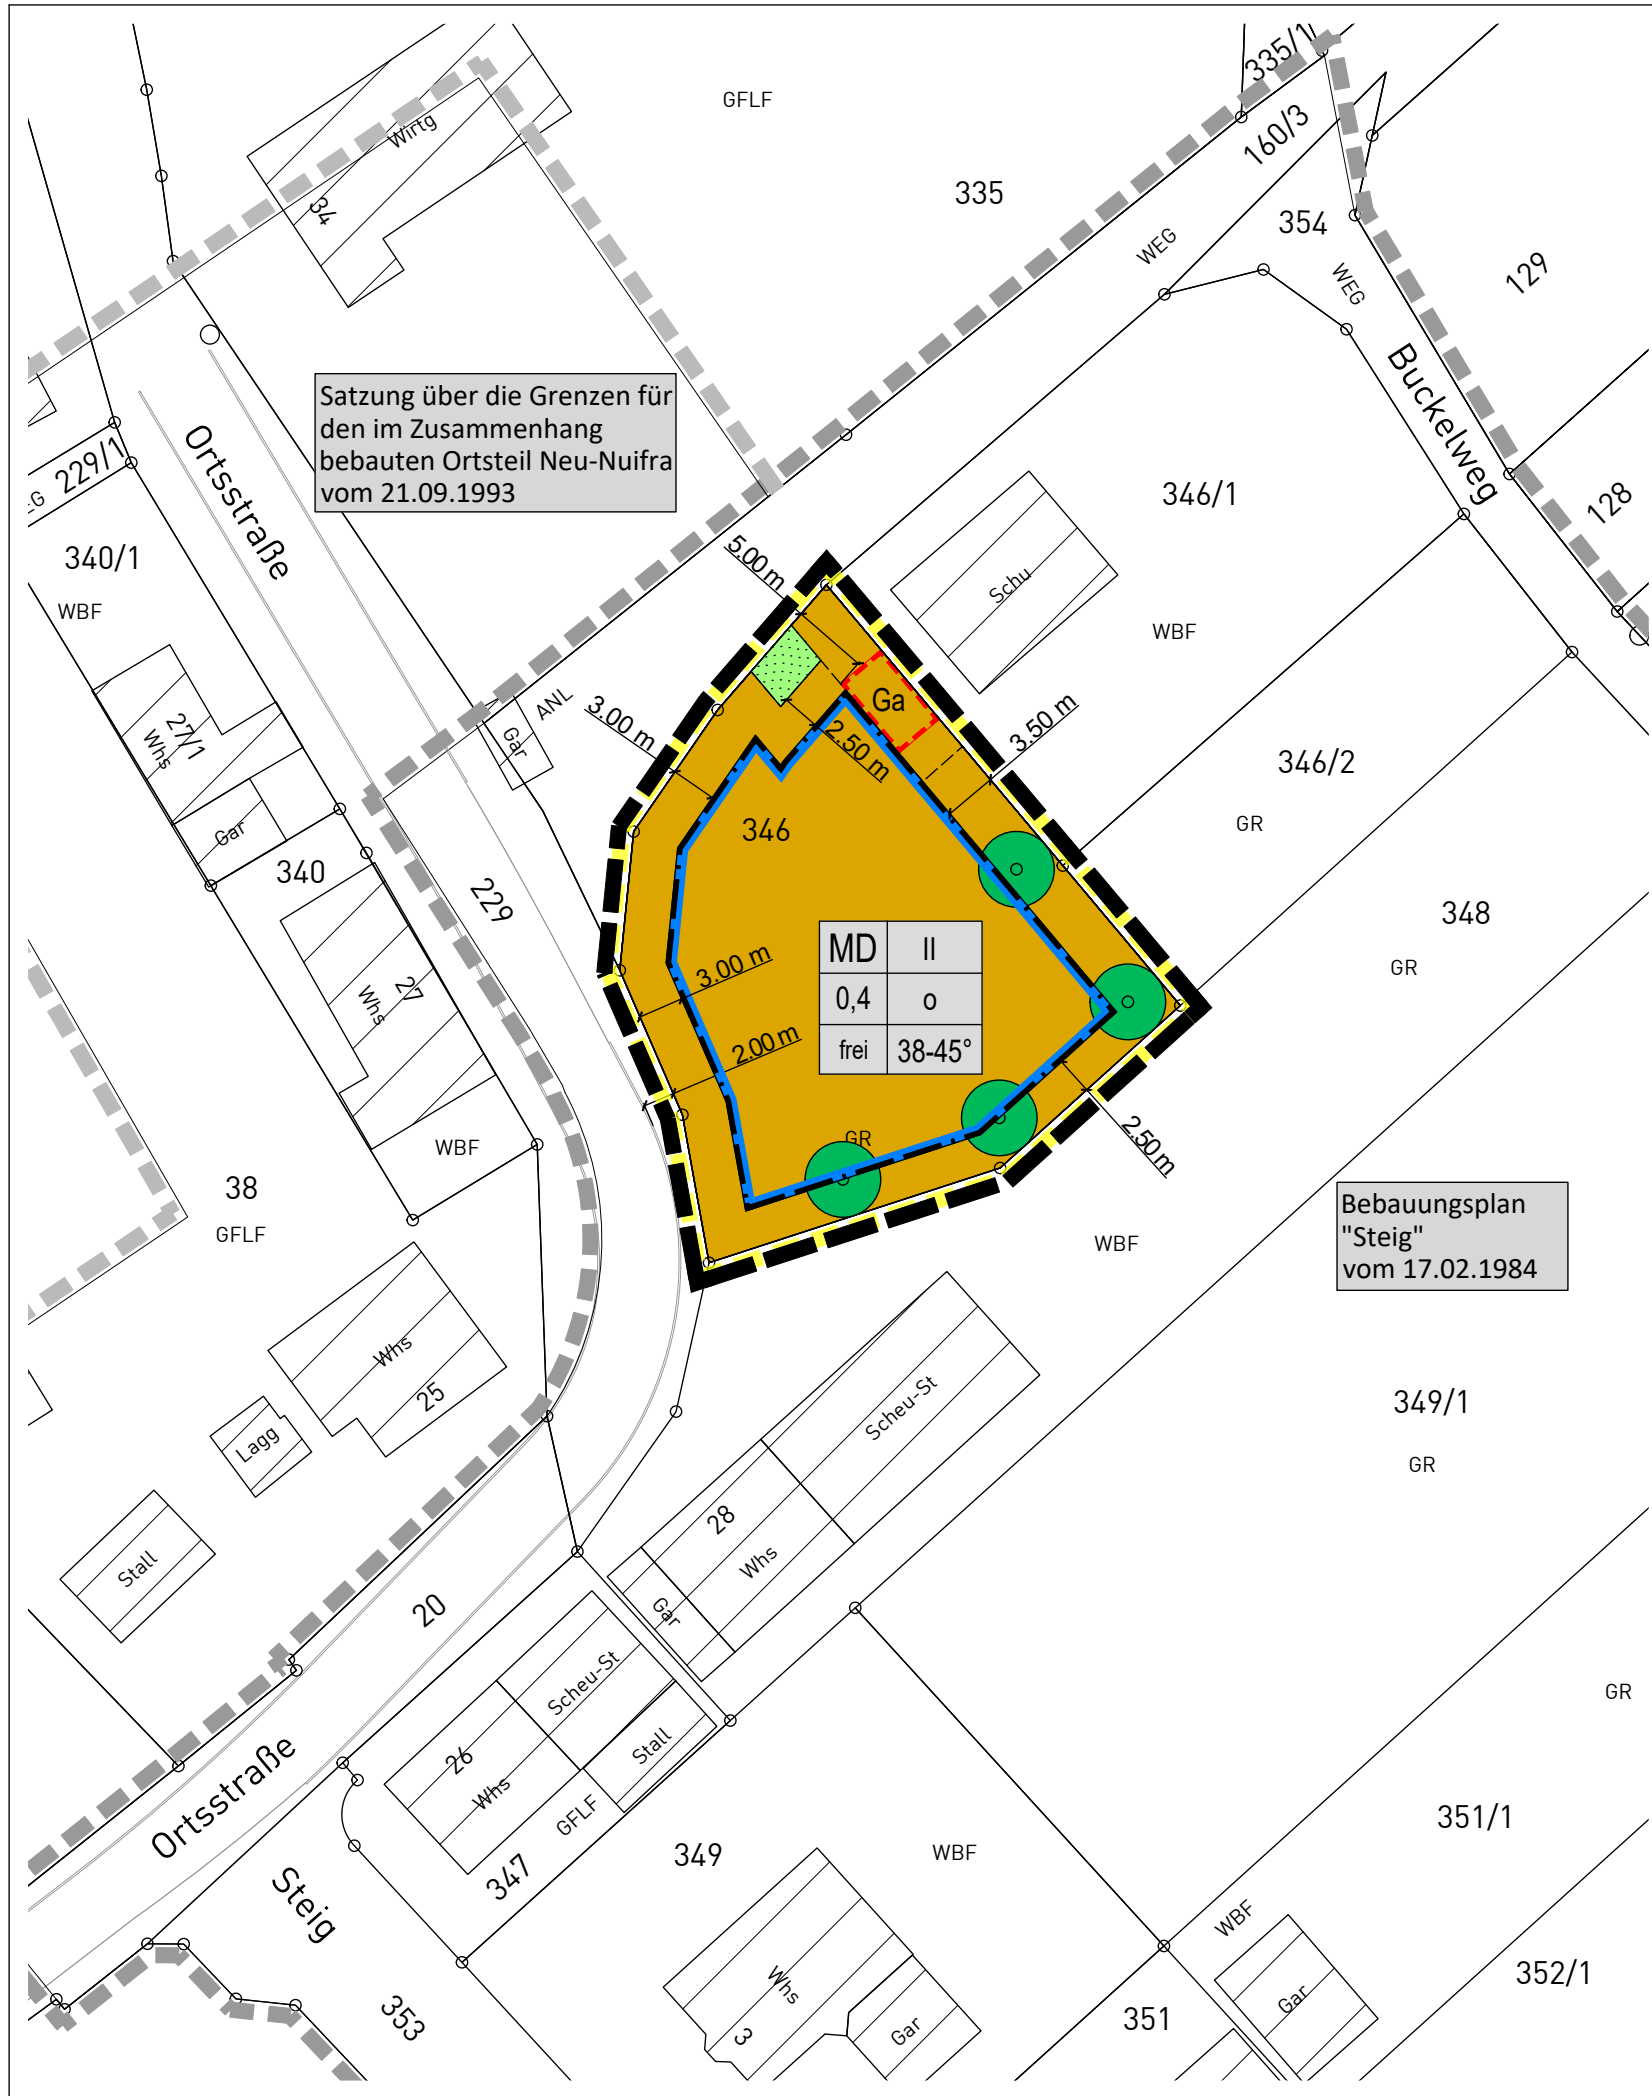 335/1
GFLF
Wirtg
160/3
335
34
354
WEG
WEG
129
Satzung über die Grenzen für
den im Zusammenhang
bebauten Ortsteil Neu-Nuifra
vom 21.09.1993
Buckelweg
229/1
Ortsstraße
346/1
128
340/1
5.00 m
Schu
WBF
WBF
ANL
Ga
3.00 m
3.50 m
27/1
Whs
Gar
2.50 m
346/2
Gar
346
GR
340
229
348
MD
II
3.00 m
GR
27
Whs
0,4
o
2.00 m
frei
38-45°
GR
WBF
2.50 m
38
GFLF
WBF
Bebauungsplan
"Steig"
vom 17.02.1984
Whs
25
Scheu-St
349/1
Lagg
GR
28
Whs
Stall
20
Gar
Scheu-St
GR
Stall
26
Whs
Ortsstraße
GFLF
351/1
349
WBF
347
Steig
WBF
352/1
Whs
Gar
353
351
Gar
3